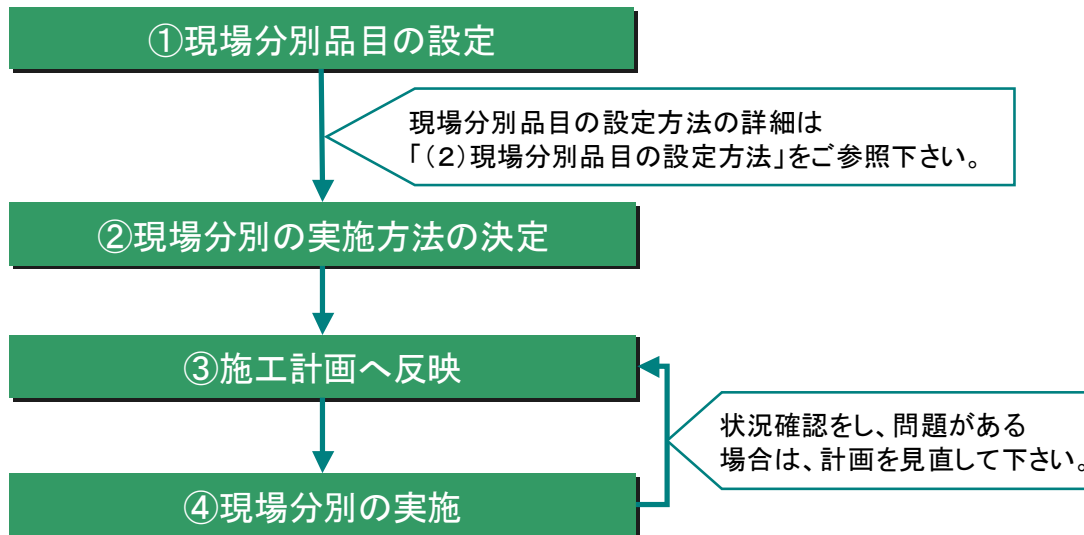 ①現場分別品目の設定
現場分別品目の設定方法の詳細は
「(2)現場分別品目の設定方法」をご参照下さい。
②現場分別の実施方法の決定
③施工計画へ反映
状況確認をし、問題がある
場合は、計画を見直して下さい。
④現場分別の実施